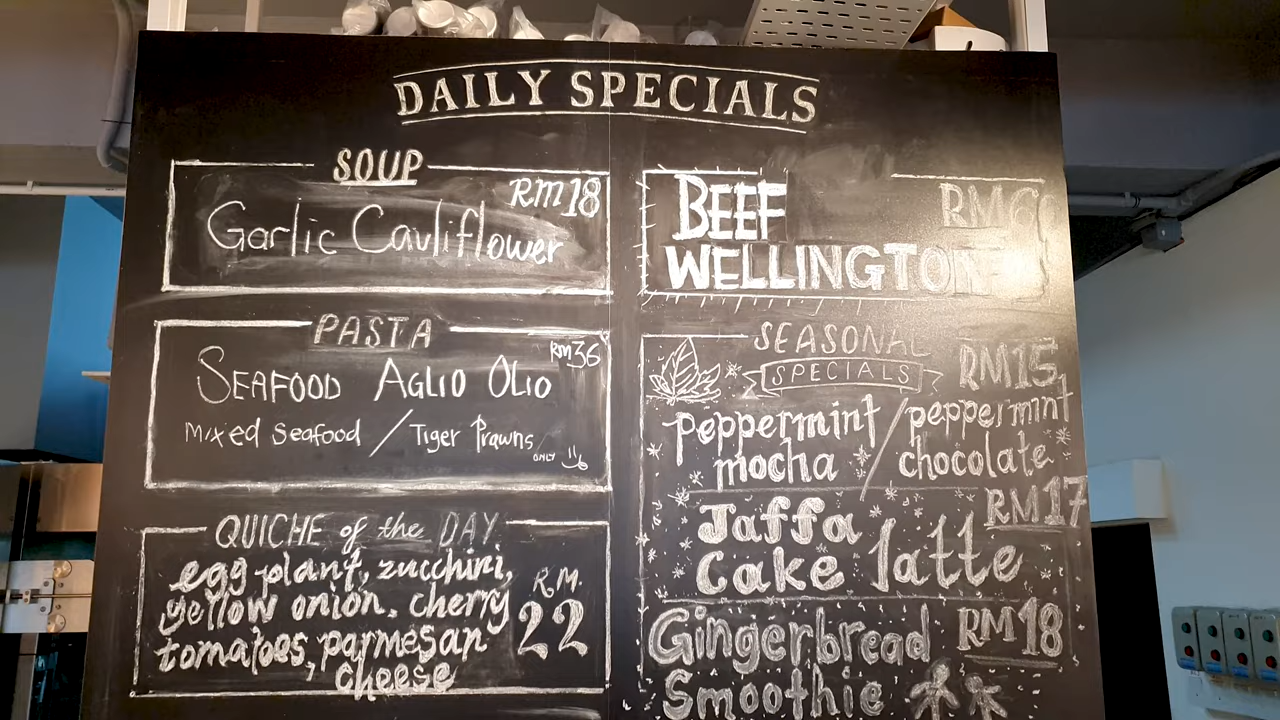 DAILY SPECIALS
SOUP
RM18
Garlic Cauliflower
PASTA
RM36
SEAFOOD AGLIO OLIO
mixed seafood / Tiger Prawns ONLY
QUICHE of the DAY
egg-plant, zucchini,
yellow onion, cherry
tomatoes, parmesan
cheese
RM.
22
BEEF
WELLINGTON
SEASONAL
SPECIALS
RM15
peppermint / peppermint
mocha chocolate
RM17
Jaffa
Cake latte
Gingerbread RM18
Smoothie